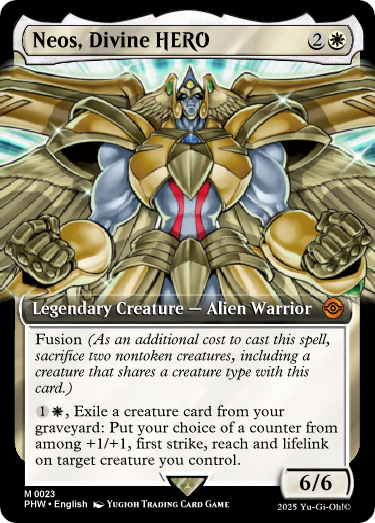 Neos, Divine HERO 2
Legendary Creature — Alien Warrior
Fusion (As an additional cost to cast this spell,
sacrifice two nontoken creatures, including a
creature that shares a creature type with this
card.)
1, Exile a creature card from your
graveyard: Put your choice of a counter from
among +1/+1, first strike, reach and lifelink
on target creature you control.
6/6
M 0023
PHW • English Yugioh Trading Card Game
2025 Yu-Gi-Oh!©